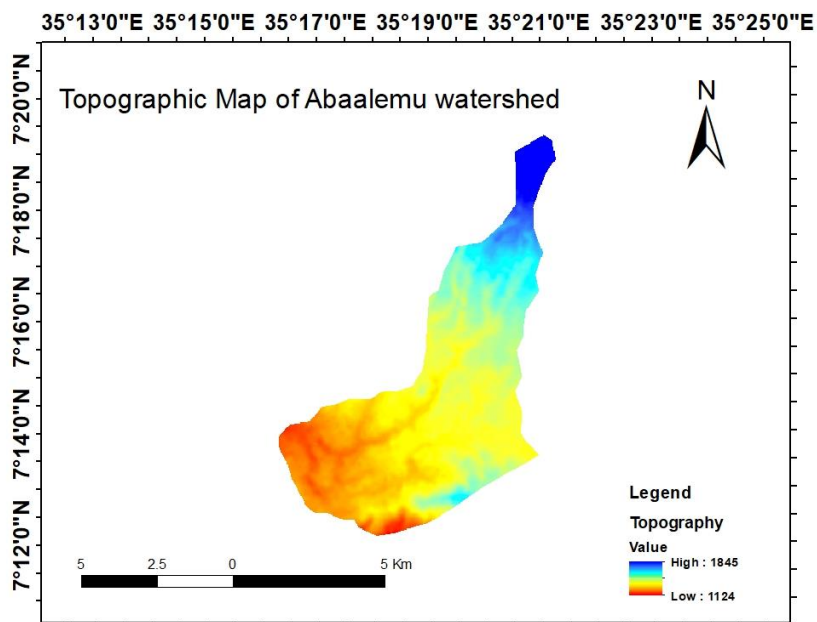 35°13'0"E 35°15'0"E 35°17'0"E 35°19'0"E 35°21'0"E 35°23'0"E 35°25'0"E
7°20'0"N
7°18'0"N
7°16'0"N
7°14'0"N
7°12'0"N
Topographic Map of Abaalemu watershed
N
Legend
Topography
Value
High : 1845
Low : 1124
5 2.5 0 5 Km